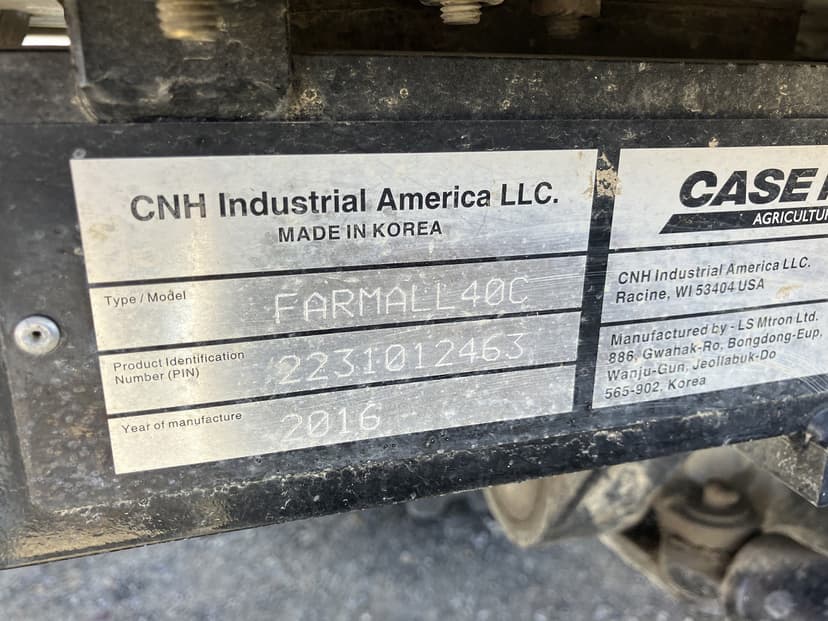 CNH Industrial America LLC.
MADE IN KOREA
Type / Model FARMALL40C
Product Identification
Number (PIN) 2231012463
Year of manufacture 2016
CASE
AGRICULTU
CNH Industrial America LLC.
Racine, WI 53404 USA
Manufactured by - LS Mtron Ltd.
886, Gwahak-Ro, Bongdong-Eup,
Wanju-Gun, Jeollabuk-Do
565-902, Korea